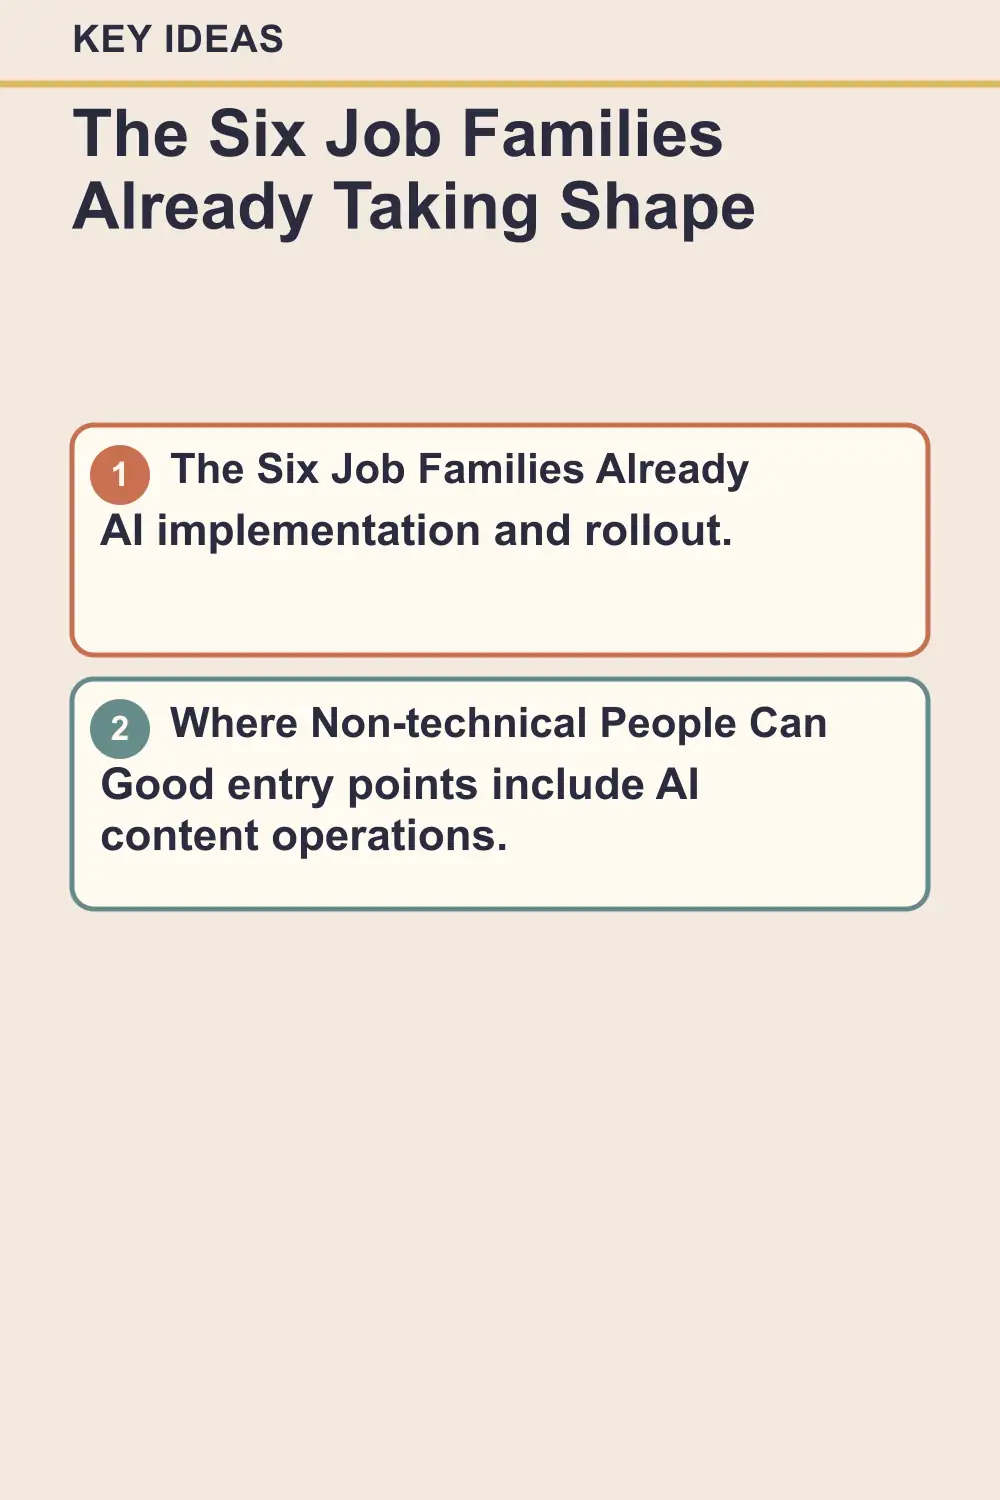 KEY IDEAS
The Six Job Families
Already Taking Shape
1 The Six Job Families Already
AI implementation and rollout.
2 Where Non-technical People Can
Good entry points include AI
content operations.